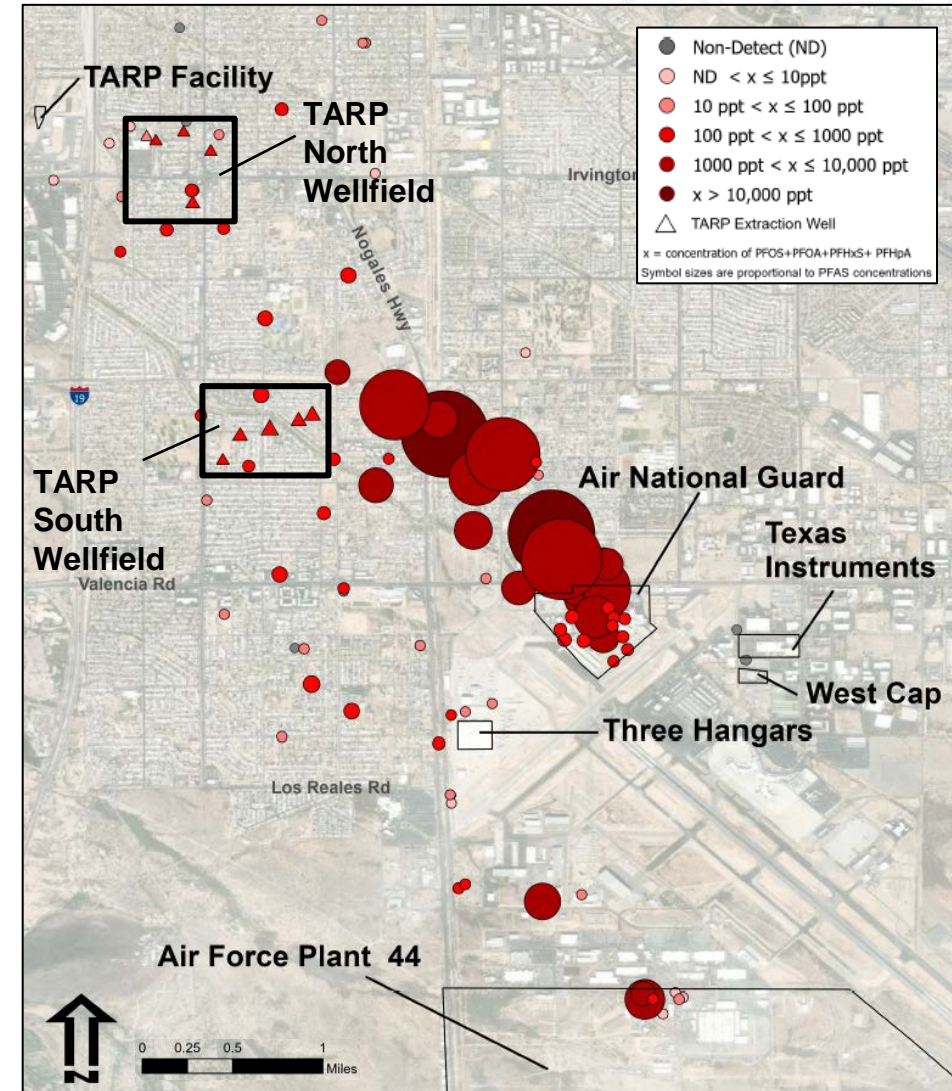 TARP Facility
TARP
North
Wellfield
Irvington
Nogales Hwy
19
TARP
South
Wellfield
Valencia Rd
Air National Guard
Texas
Instruments
West Cap
Three Hangars
Los Reales Rd
Air Force Plant 44
N
0 0.25 0.5 1
Miles
Non-Detect (ND)
ND < x ≤ 10ppt
10 ppt < x ≤ 100 ppt
100 ppt < x ≤ 1000 ppt
1000 ppt < x ≤ 10,000 ppt
x > 10,000 ppt
TARP Extraction Well
x = concentration of PFOS+PFOA+PFHxS+ PFHpA
Symbol sizes are proportional to PFAS concentrations